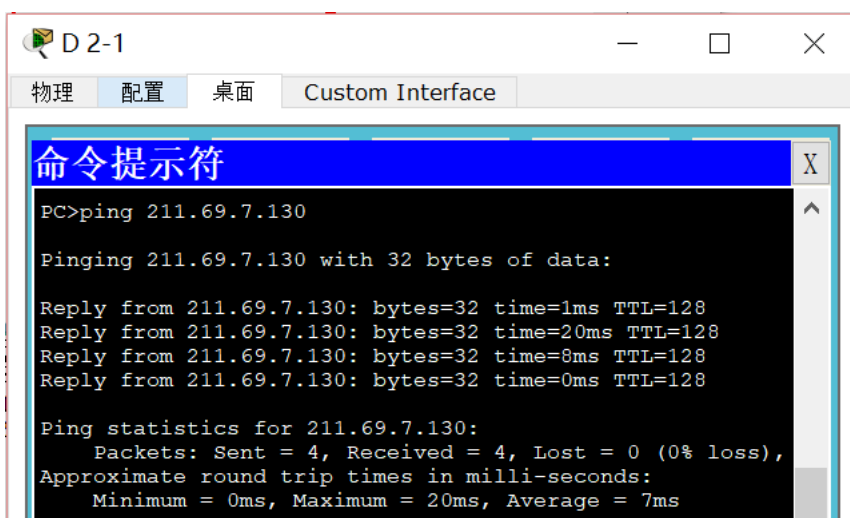 D 2-1
物理 配置 桌面 Custom Interface
命令提示符 X
PC>ping 211.69.7.130
Pinging 211.69.7.130 with 32 bytes of data:
Reply from 211.69.7.130: bytes=32 time=1ms TTL=128
Reply from 211.69.7.130: bytes=32 time=20ms TTL=128
Reply from 211.69.7.130: bytes=32 time=8ms TTL=128
Reply from 211.69.7.130: bytes=32 time=0ms TTL=128
Ping statistics for 211.69.7.130:
Packets: Sent = 4, Received = 4, Lost = 0 (0% loss),
Approximate round trip times in milli-seconds:
Minimum = 0ms, Maximum = 20ms, Average = 7ms